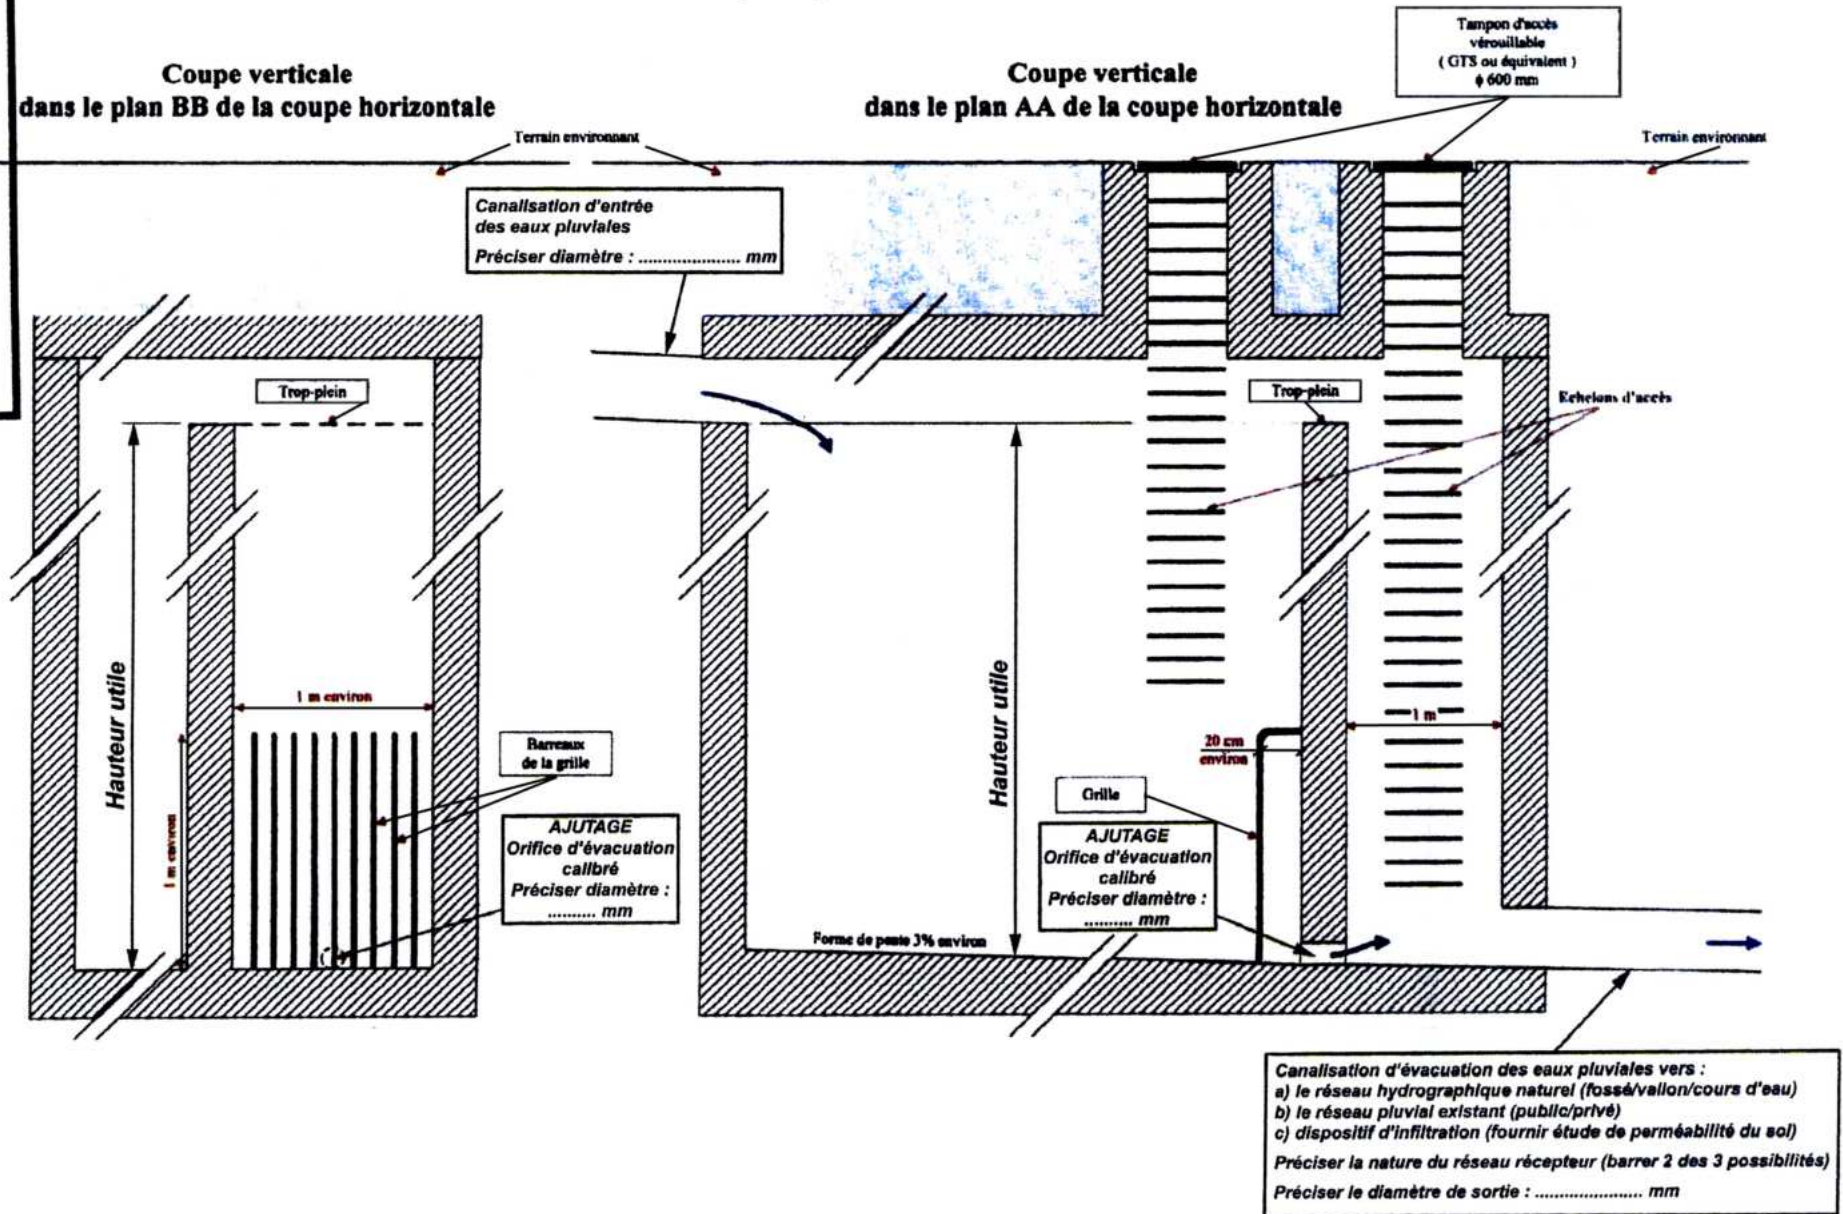 Coupe verticale
dans le plan BB de la coupe horizontale
Coupe verticale
dans le plan AA de la coupe horizontale
Tampon d'accès
vérouillable
( GTS ou équivalent )
ϕ 600 mm
Terrain environnant
Terrain environnant
Canalisation d'entrée
des eaux pluviales
Préciser diamètre : ..................... mm
Trop-plein
Trop-plein
Echelons d'accès
Hauteur utile
1 m environ
1 m environ
Barreaux
de la grille
AJUTAGE
Orifice d'évacuation
calibré
Préciser diamètre :
.......... mm
Hauteur utile
1 m
20 cm
environ
Grille
AJUTAGE
Orifice d'évacuation
calibré
Préciser diamètre :
.......... mm
Forme de pente 3% environ
Canalisation d'évacuation des eaux pluviales vers :
a) le réseau hydrographique naturel (fossé/vallon/cours d'eau)
b) le réseau pluvial existant (public/privé)
c) dispositif d'infiltration (fournir étude de perméabilité du sol)
Préciser la nature du réseau récepteur (barrer 2 des 3 possibilités)
Préciser le diamètre de sortie : ...................... mm